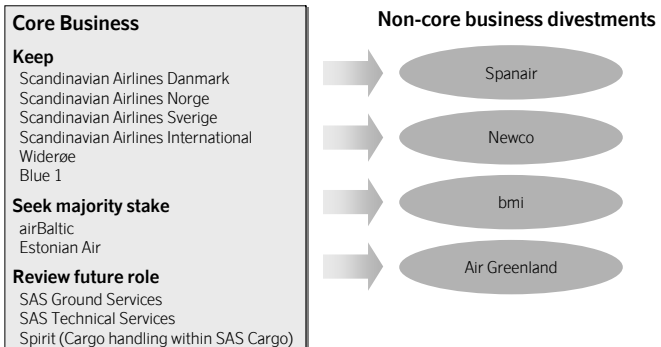 Core Business
Keep
Scandinavian Airlines Danmark
Scandinavian Airlines Norge
Scandinavian Airlines Sverige
Scandinavian Airlines International
Widerøe
Blue 1
Seek majority stake
airBaltic
Estonian Air
Review future role
SAS Ground Services
SAS Technical Services
Spirit (Cargo handling within SAS Cargo)
Non-core business divestments
Spanair
Newco
bmi
Air Greenland